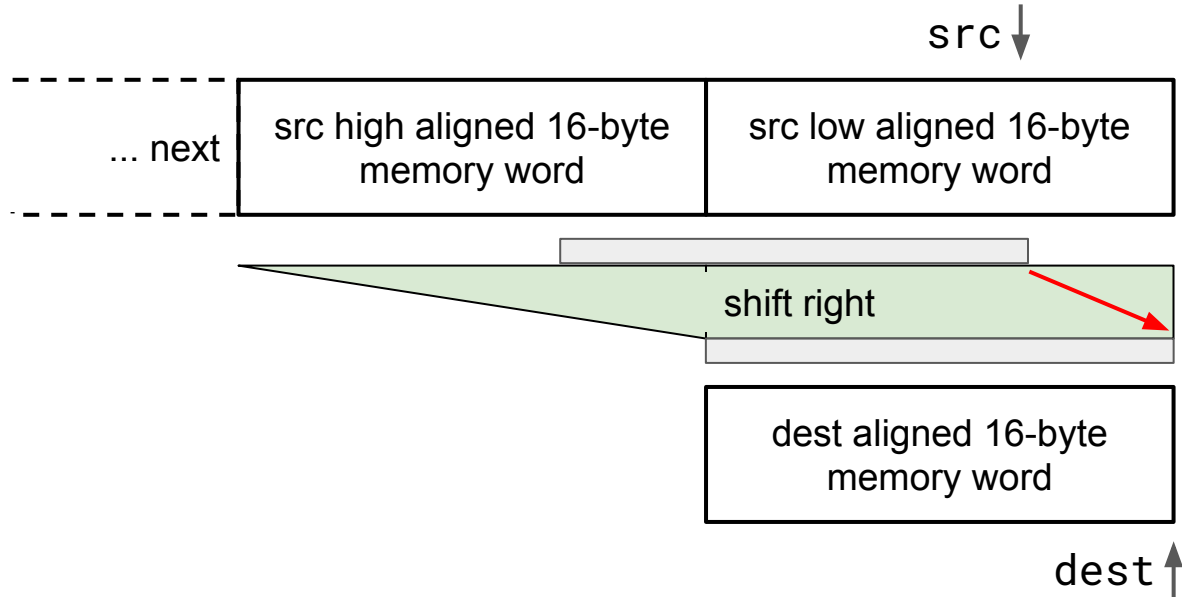 src
... next
src high aligned 16-byte
memory word
src low aligned 16-byte
memory word
shift right
dest aligned 16-byte
memory word
dest